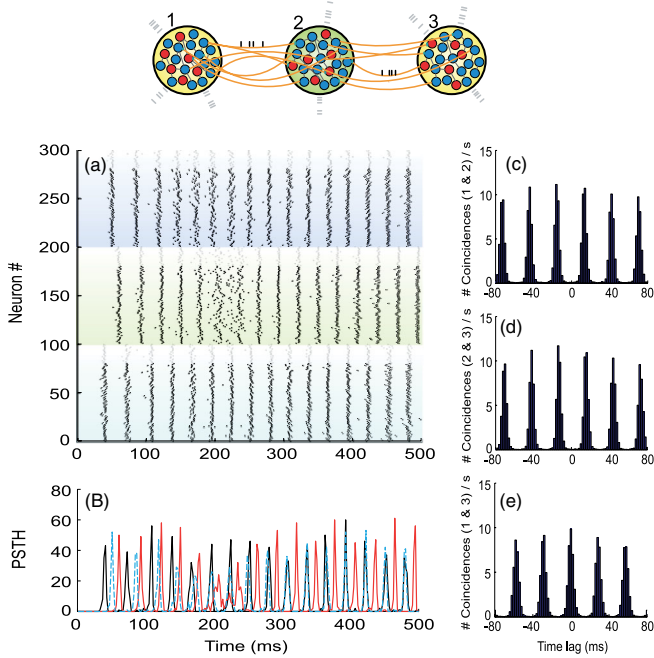 1 2 3
(a)
300
250
200
150
100
50
0
Neuron #
0 100 200 300 400 500
(B)
80
60
40
20
0
PSTH
0 100 200 300 400 500
Time (ms)
(c)
15
10
5
0
# Coincidences (1 & 2) / s
-80 -40 0 40 80
(d)
15
10
5
0
# Coincidences (2 & 3) / s
-80 -40 0 40 80
(e)
15
10
5
0
# Coincidences (1 & 3) / s
-80 -40 0 40 80
Time lag (ms)